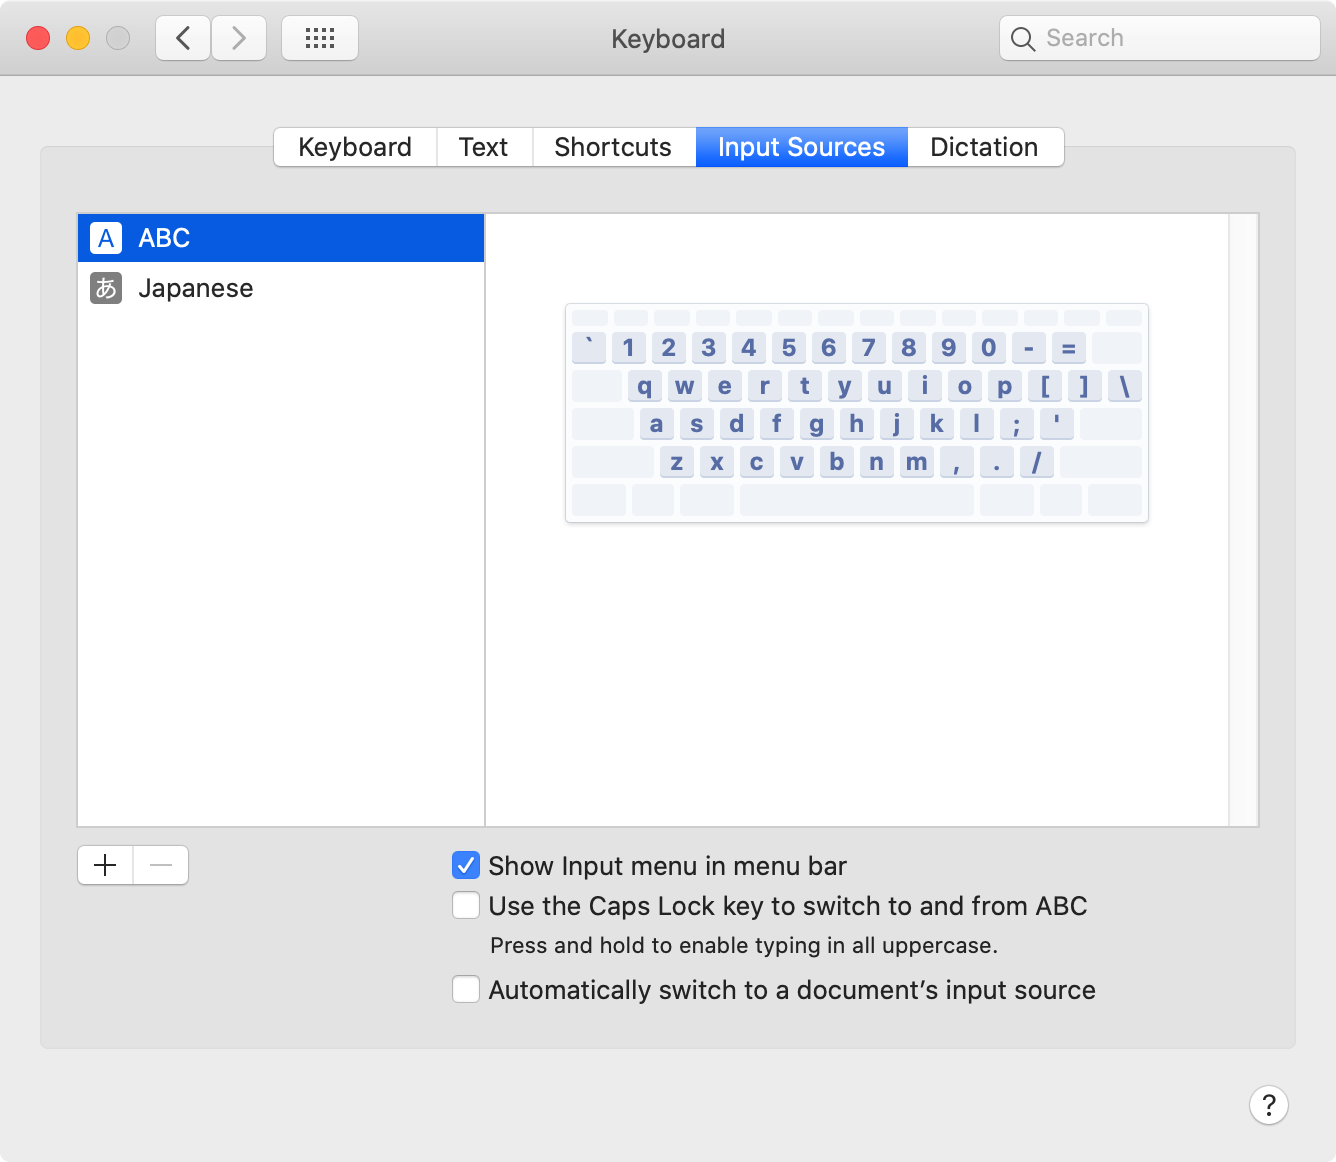 Keyboard
Search
Keyboard Text Shortcuts Input Sources Dictation
A ABC
あ Japanese
` 1 2 3 4 5 6 7 8 9 0 - =
q w e r t y u i o p [ ] \
a s d f g h j k l ; '
z x c v b n m , . /
Show Input menu in menu bar
Use the Caps Lock key to switch to and from ABC
Press and hold to enable typing in all uppercase.
Automatically switch to a document’s input source
?